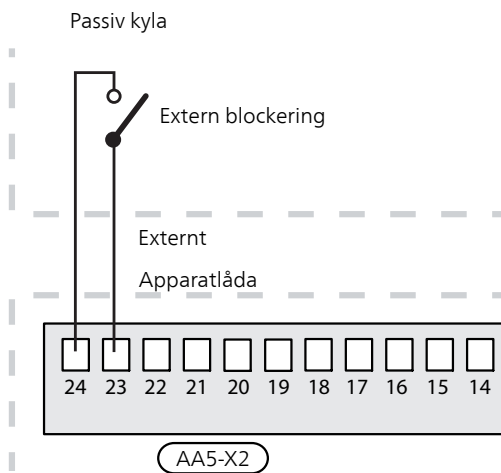 Passiv kyla
Extern blockering
Externt
Apparatlåda
24 23 22 21 20 19 18 17 16 15 14
AA5-X2